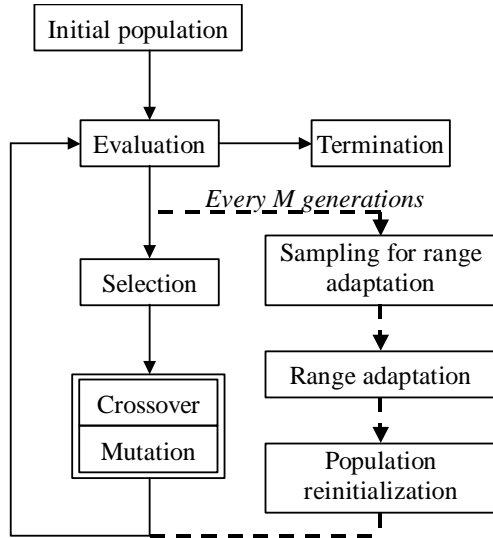 Initial population
Evaluation
Termination
Every M generations
Selection
Sampling for range
adaptation
Crossover
Mutation
Range adaptation
Population
reinitialization